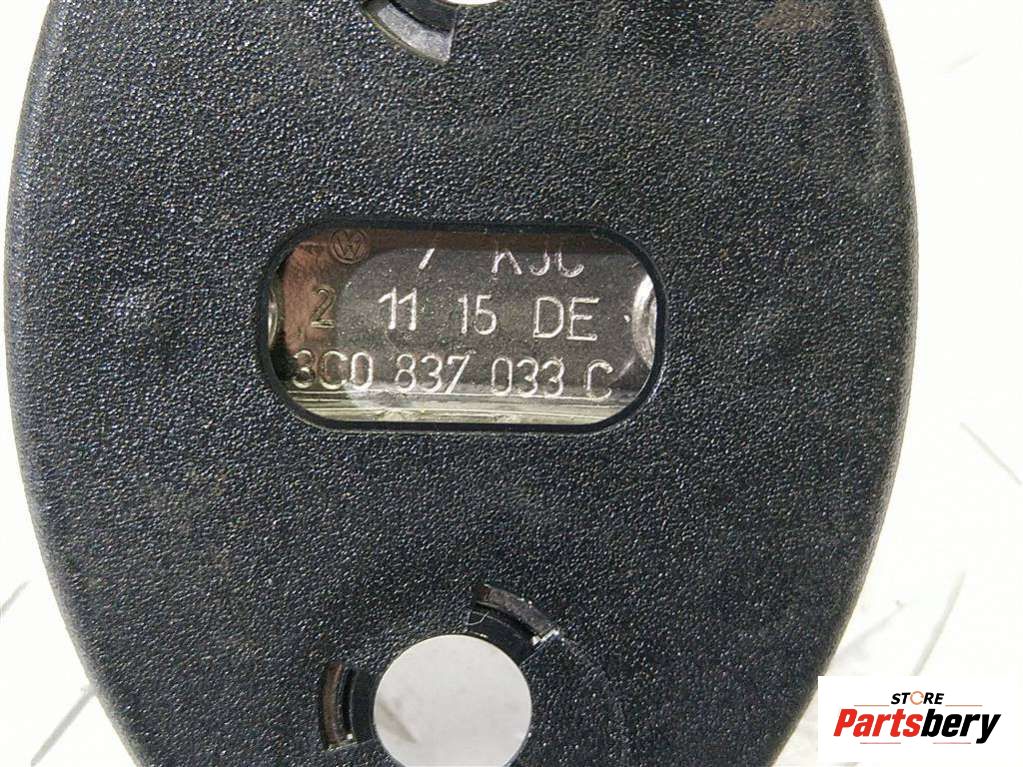 2 11 15 DE
3C0 837 033 C
STORE
Partsbery